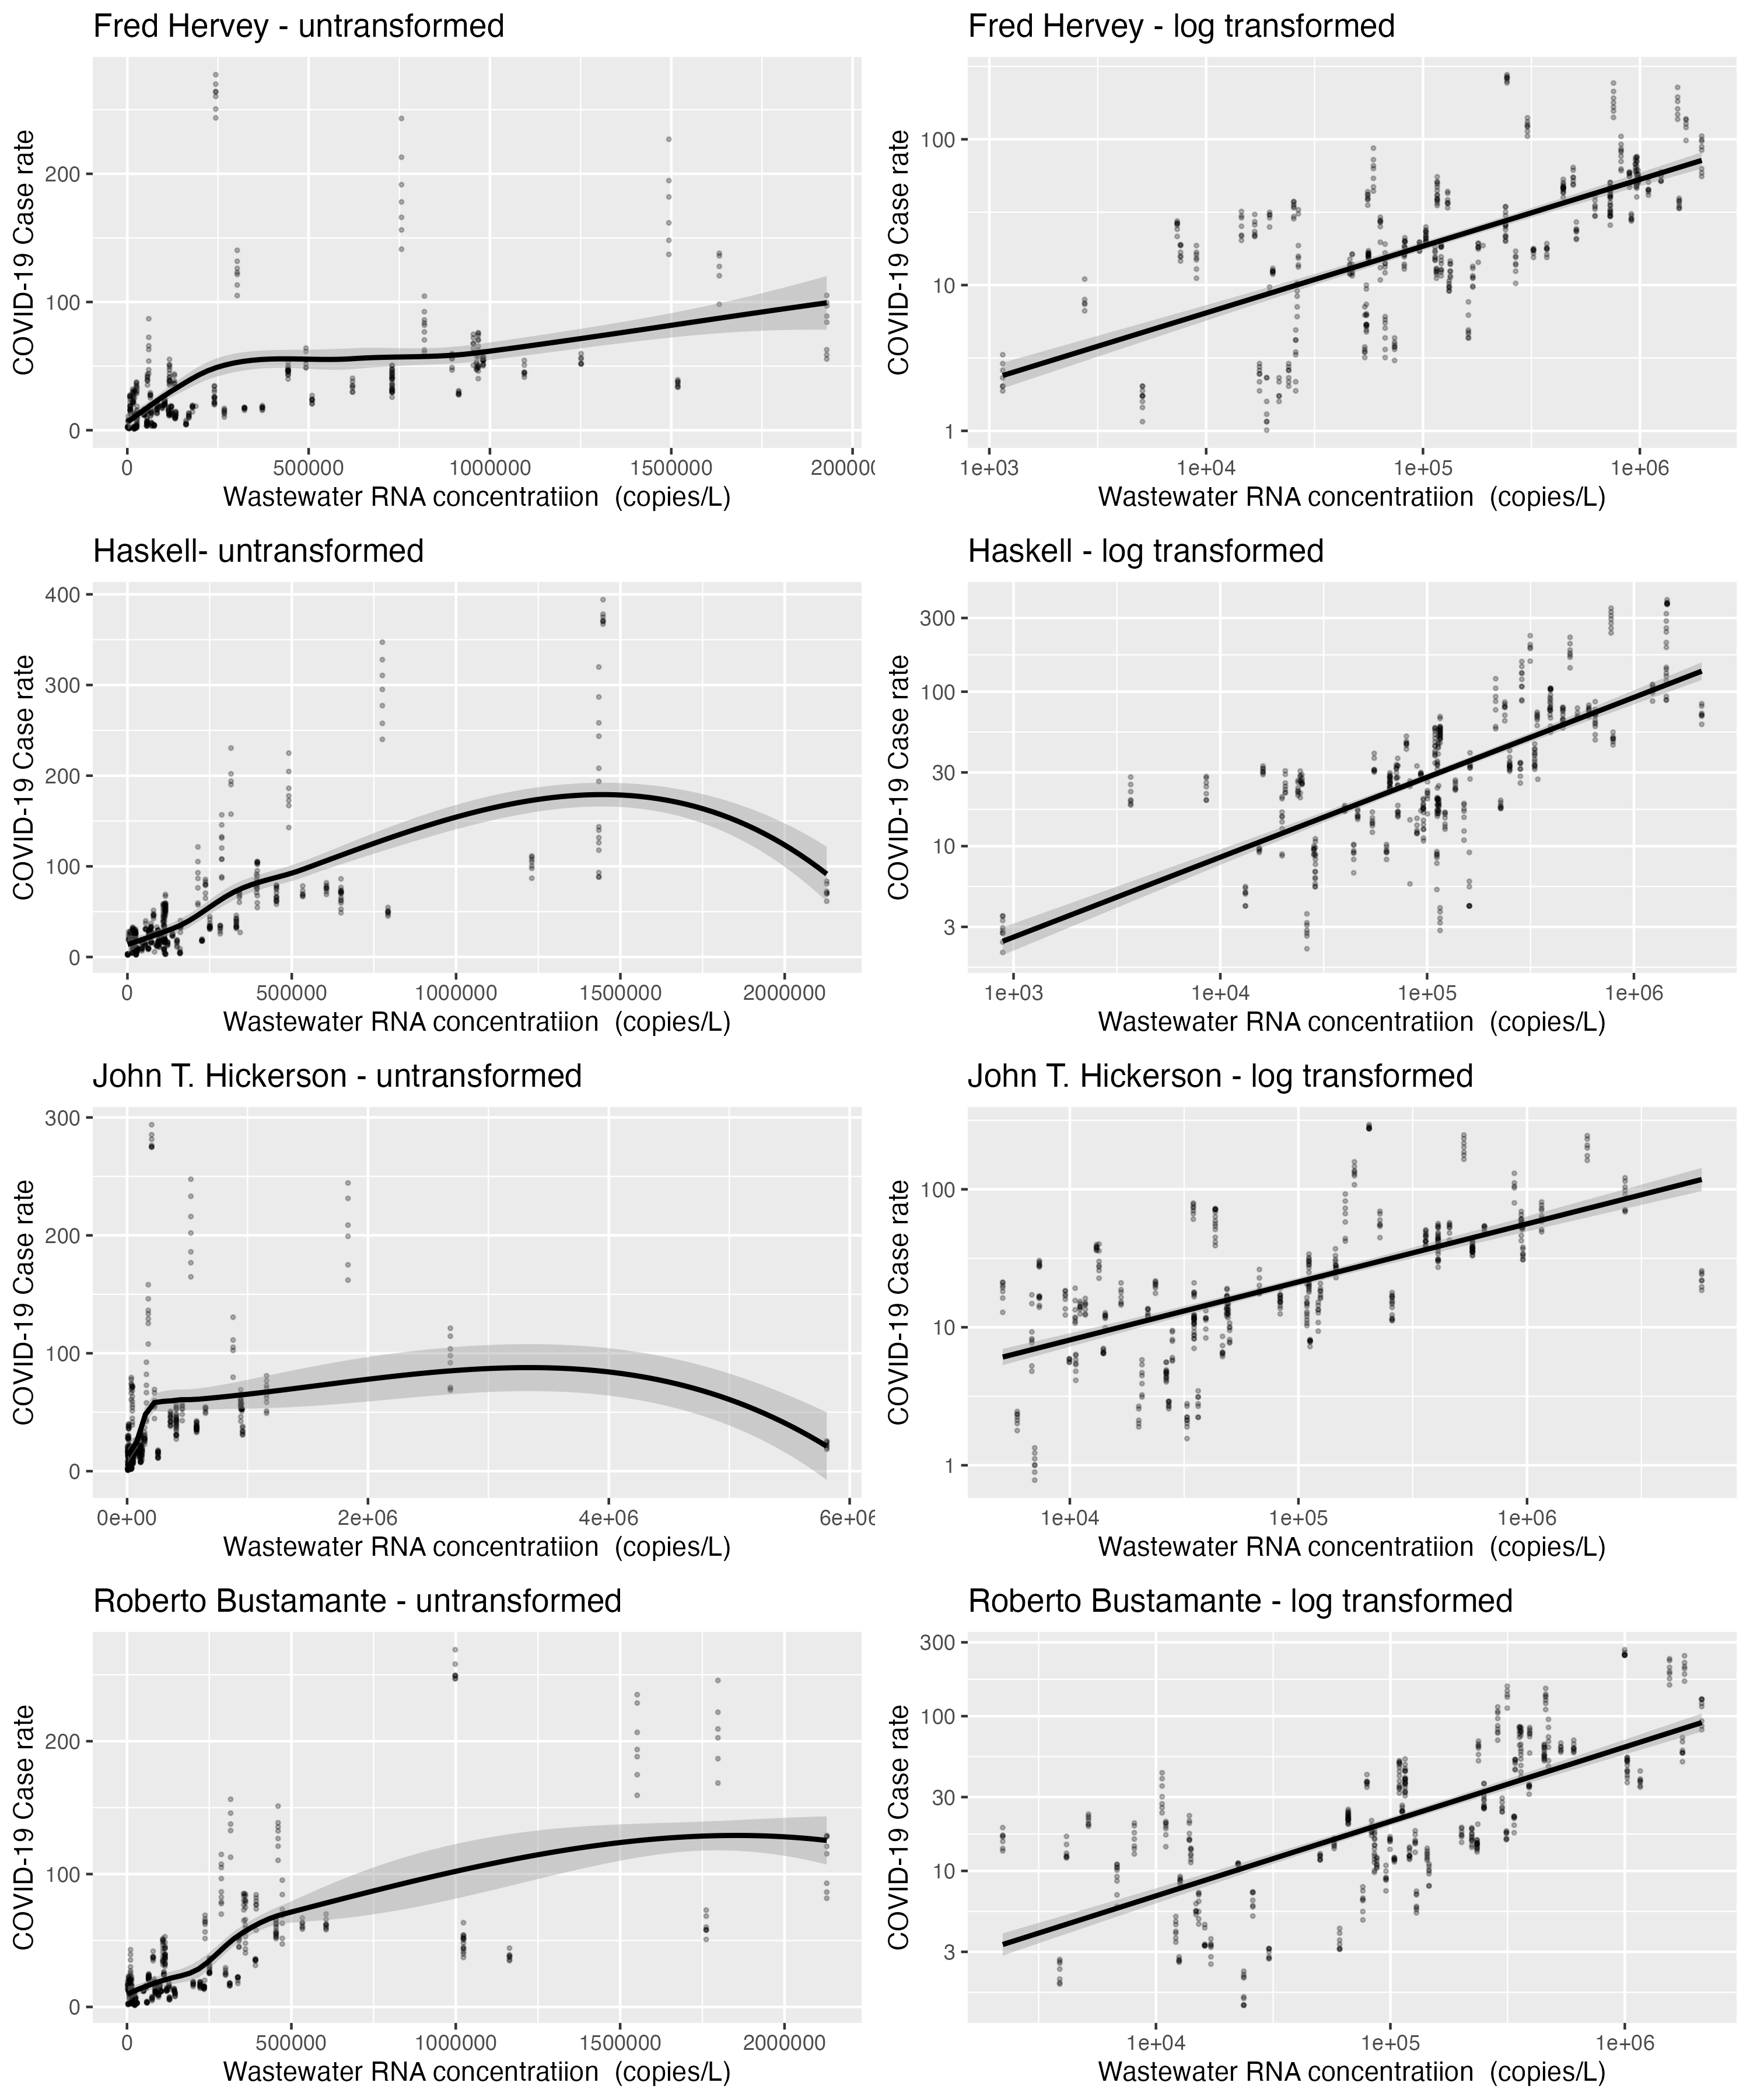 Fred Hervey - untransformed
COVID-19 Case rate
200
100
0
0 500000 1000000 1500000 200000(
Wastewater RNA concentratiion (copies/L)
Fred Hervey - log transformed
COVID-19 Case rate
100
10
1
1e+03 1e+04 1e+05 1e+06
Wastewater RNA concentratiion (copies/L)
Haskell- untransformed
COVID-19 Case rate
400
300
200
100
0
0 500000 1000000 1500000 2000000
Wastewater RNA concentratiion (copies/L)
Haskell - log transformed
COVID-19 Case rate
300
100
30
10
3
1e+03 1e+04 1e+05 1e+06
Wastewater RNA concentratiion (copies/L)
John T. Hickerson - untransformed
COVID-19 Case rate
300
200
100
0
0e+00 2e+06 4e+06 6e+06
Wastewater RNA concentratiion (copies/L)
John T. Hickerson - log transformed
COVID-19 Case rate
100
10
1
1e+04 1e+05 1e+06
Wastewater RNA concentratiion (copies/L)
Roberto Bustamante - untransformed
COVID-19 Case rate
200
100
0
0 500000 1000000 1500000 2000000
Wastewater RNA concentratiion (copies/L)
Roberto Bustamante - log transformed
COVID-19 Case rate
300
100
30
10
3
1e+04 1e+05 1e+06
Wastewater RNA concentratiion (copies/L)